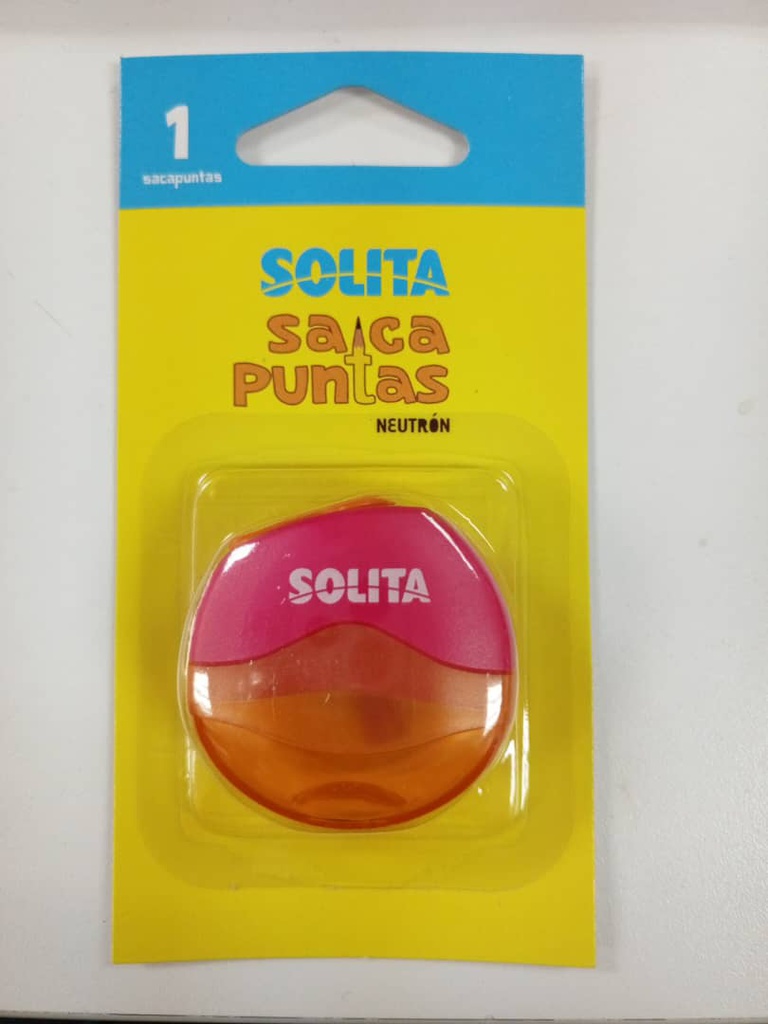 1
sacapuntas
SOLITA
saca
puntas
NEUTRÓN
SOLITA